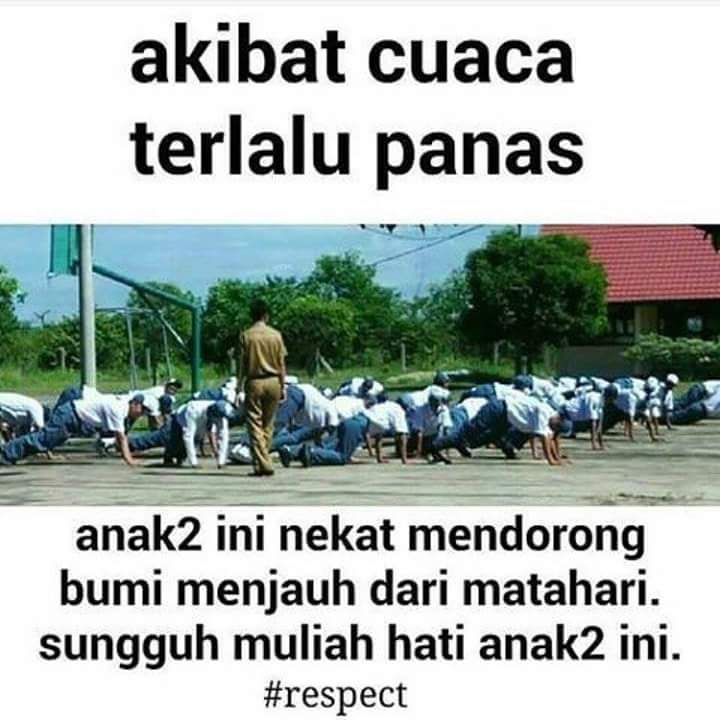 akibat cuaca
terlalu panas
anak2 ini nekat mendorong
bumi menjauh dari matahari.
sungguh muliah hati anak2 ini.
#respect